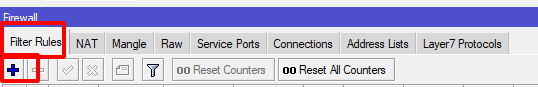 Firewall
Filter Rules NAT Mangle Raw Service Ports Connections Address Lists Layer7 Protocols
00 Reset Counters 00 Reset All Counters